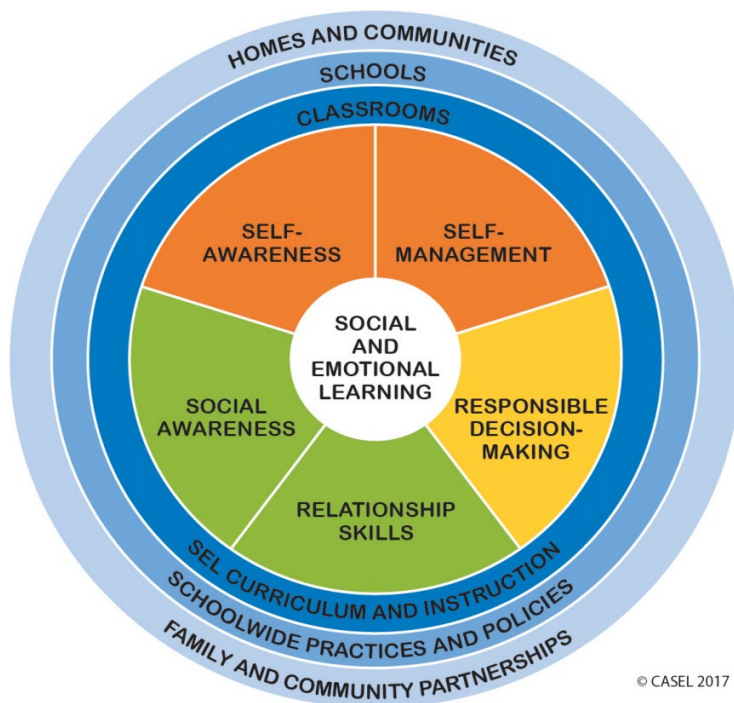 HOMES AND COMMUNITIES
SCHOOLS
CLASSROOMS
SELF-
AWARENESS
SELF-
MANAGEMENT
SOCIAL
AND
EMOTIONAL
LEARNING
SOCIAL
AWARENESS
RESPONSIBLE
DECISION-
MAKING
RELATIONSHIP
SKILLS
SEL CURRICULUM AND INSTRUCTION
SCHOOLWIDE PRACTICES AND POLICIES
FAMILY AND COMMUNITY PARTNERSHIPS
© CASEL 2017